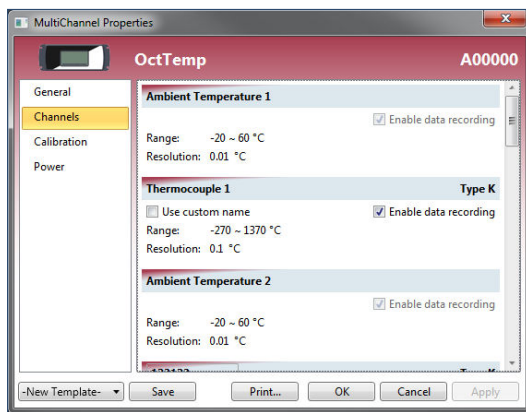 MultiChannel Properties
OctTemp
A00000
General
Channels
Calibration
Power
Ambient Temperature 1
Enable data recording
Range: -20 ~ 60 °C
Resolution: 0.01 °C
Thermocouple 1 Type K
Use custom name Enable data recording
Range: -270 ~ 1370 °C
Resolution: 0.1 °C
Ambient Temperature 2
Enable data recording
Range: -20 ~ 60 °C
Resolution: 0.01 °C
-New Template- Save Print... OK Cancel Apply